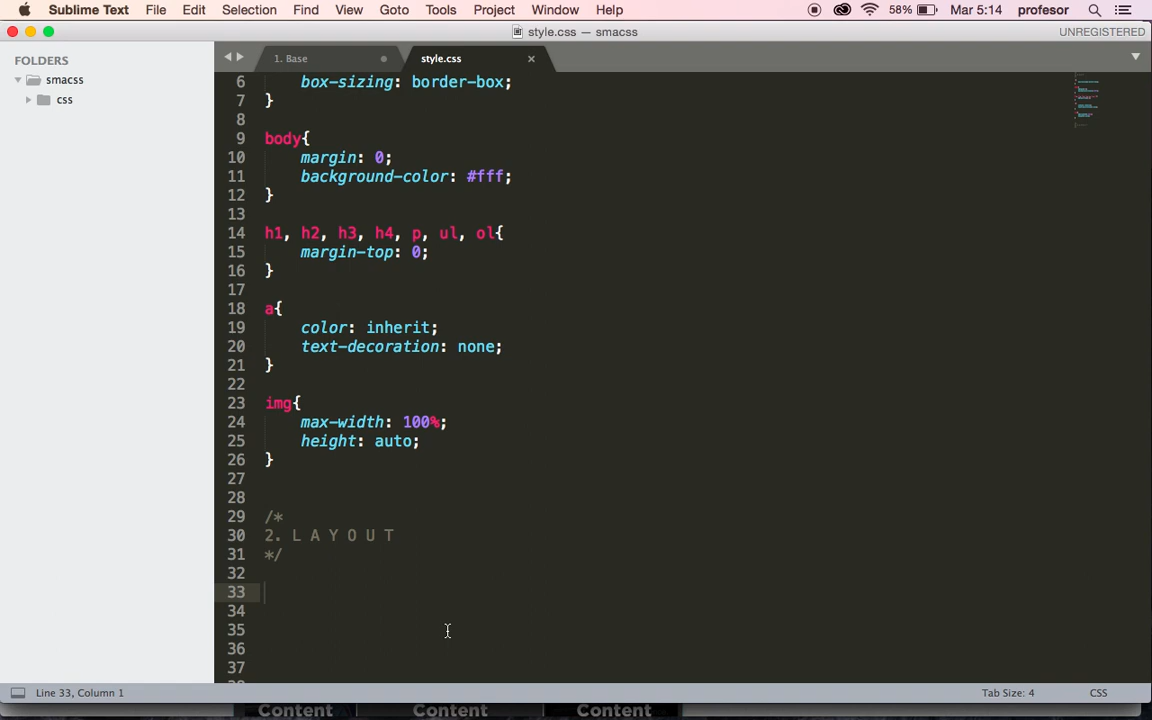 Sublime Text File Edit Selection Find View Goto Tools Project Window Help 58% Mar 5:14 profesor
style.css — smacss UNREGISTERED
FOLDERS
smacss
css
1. Base style.css
6 box-sizing: border-box;
7 }
8
9 body{
10 margin: 0;
11 background-color: #fff;
12 }
13
14 h1, h2, h3, h4, p, ul, ol{
15 margin-top: 0;
16 }
17
18 a{
19 color: inherit;
20 text-decoration: none;
21 }
22
23 img{
24 max-width: 100%;
25 height: auto;
26 }
27
28
29 /*
30 2. L A Y O U T
31 */
32
33
34
35
36
37
38
Line 33, Column 1 Tab Size: 4 CSS
Content Content Content